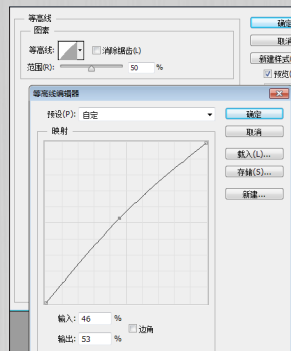 等高线
图素
等高线:
消除锯齿(L)
范围(R):
50 %
确定
取消
新建样式(
预览(
等高线编辑器
预设(P): 自定
映射
输入: 46 %
输出: 53 %
边角
确定
取消
载入(L)...
存储(S)...
新建...